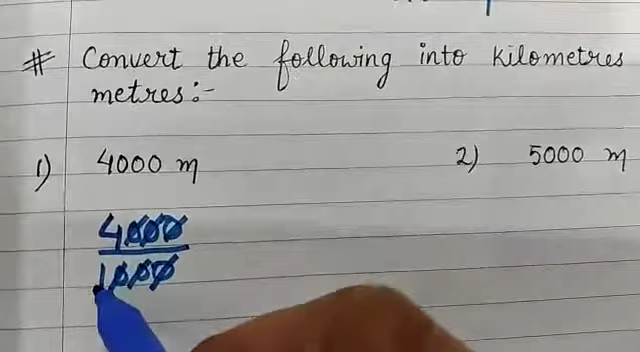 # Convert the following into Kilometres
metres:-
1) 4000 m 2) 5000 m
4000
1000